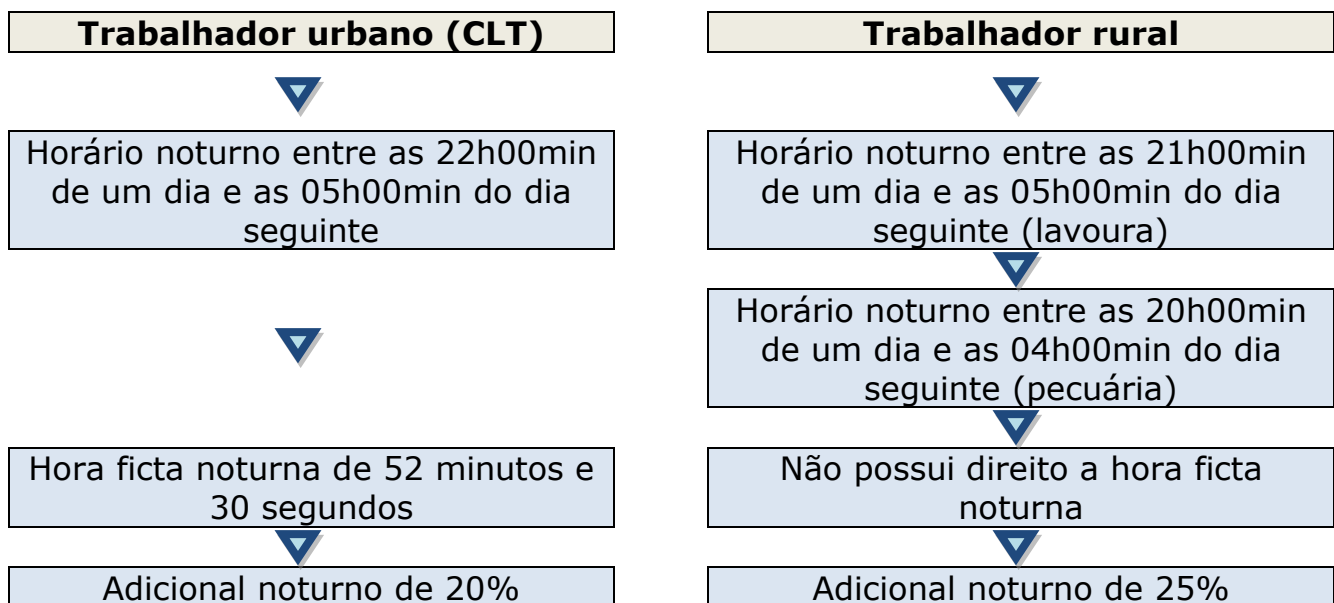 Trabalhador urbano (CLT)
Horário noturno entre as 22h00min
de um dia e as 05h00min do dia
seguinte
Hora ficta noturna de 52 minutos e
30 segundos
Adicional noturno de 20%
Trabalhador rural
Horário noturno entre as 21h00min
de um dia e as 05h00min do dia
seguinte (lavoura)
Horário noturno entre as 20h00min
de um dia e as 04h00min do dia
seguinte (pecuária)
Não possui direito a hora ficta
noturna
Adicional noturno de 25%